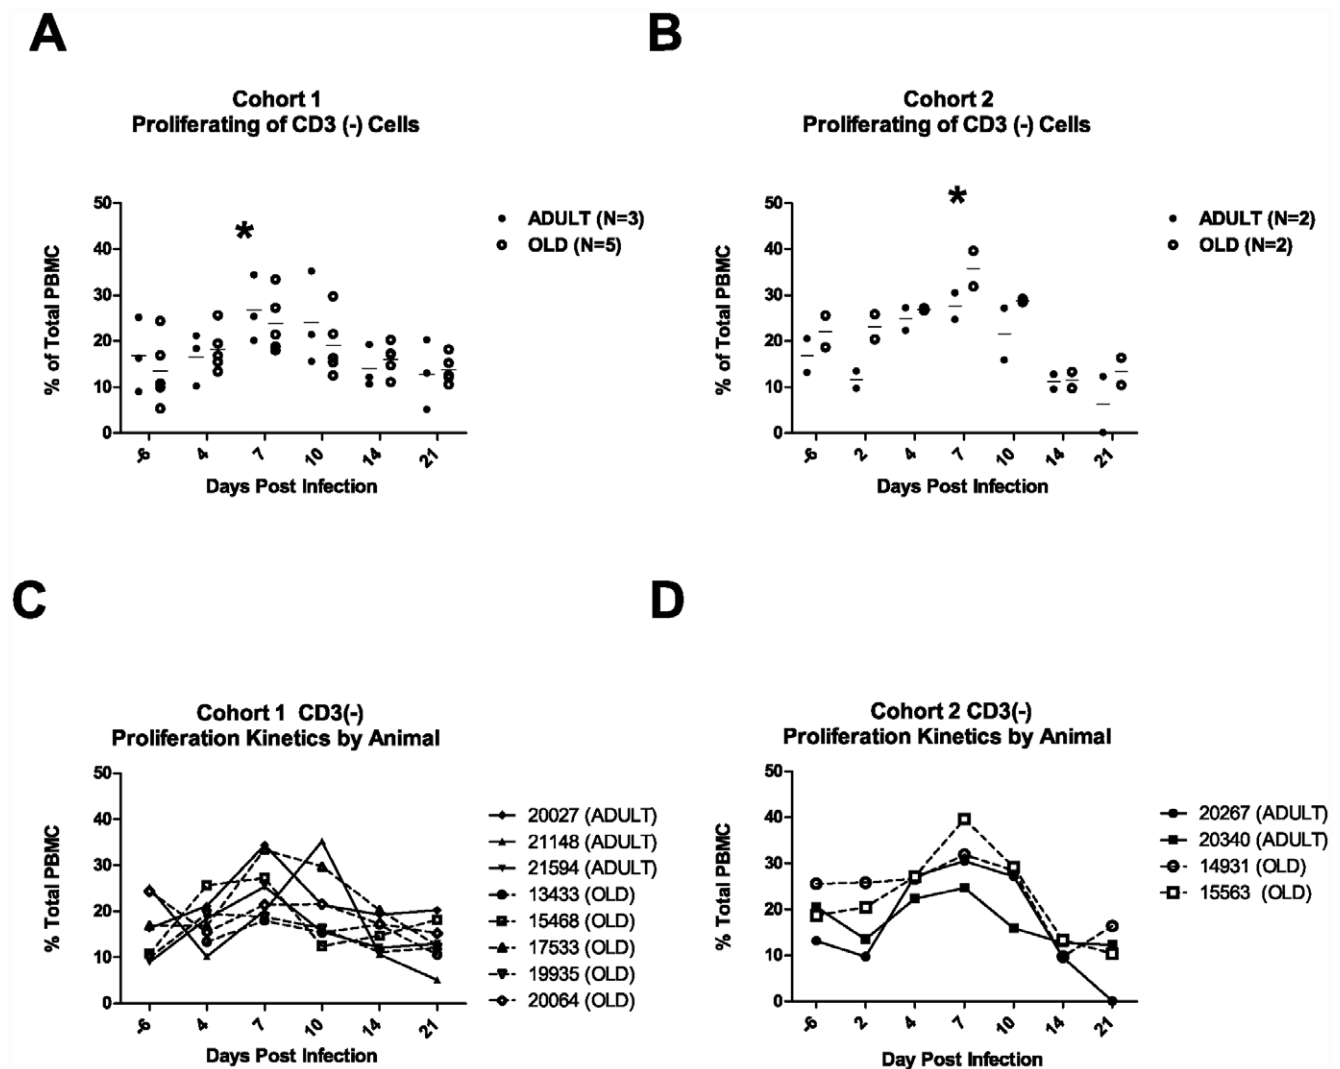 A
B
Cohort 1
Proliferating of CD3 (-) Cells
Cohort 2
Proliferating of CD3 (-) Cells
% of Total PBMC
50
40
30
20
10
0
*
-6
4
7
10
14
21
Days Post Infection
ADULT (N=3)
OLD (N=5)
% of Total PBMC
50
40
30
20
10
0
*
-6
2
4
7
10
14
21
Days Post Infection
ADULT (N=2)
OLD (N=2)
C
D
Cohort 1 CD3(-)
Proliferation Kinetics by Animal
Cohort 2 CD3(-)
Proliferation Kinetics by Animal
% Total PBMC
50
40
30
20
10
0
-6
4
7
10
14
21
Days Post Infection
20027 (ADULT)
21148 (ADULT)
21594 (ADULT)
13433 (OLD)
15468 (OLD)
17533 (OLD)
19935 (OLD)
20064 (OLD)
% Total PBMC
50
40
30
20
10
0
-6
2
4
7
10
14
21
Day Post Infection
20267 (ADULT)
20340 (ADULT)
14931 (OLD)
15563 (OLD)